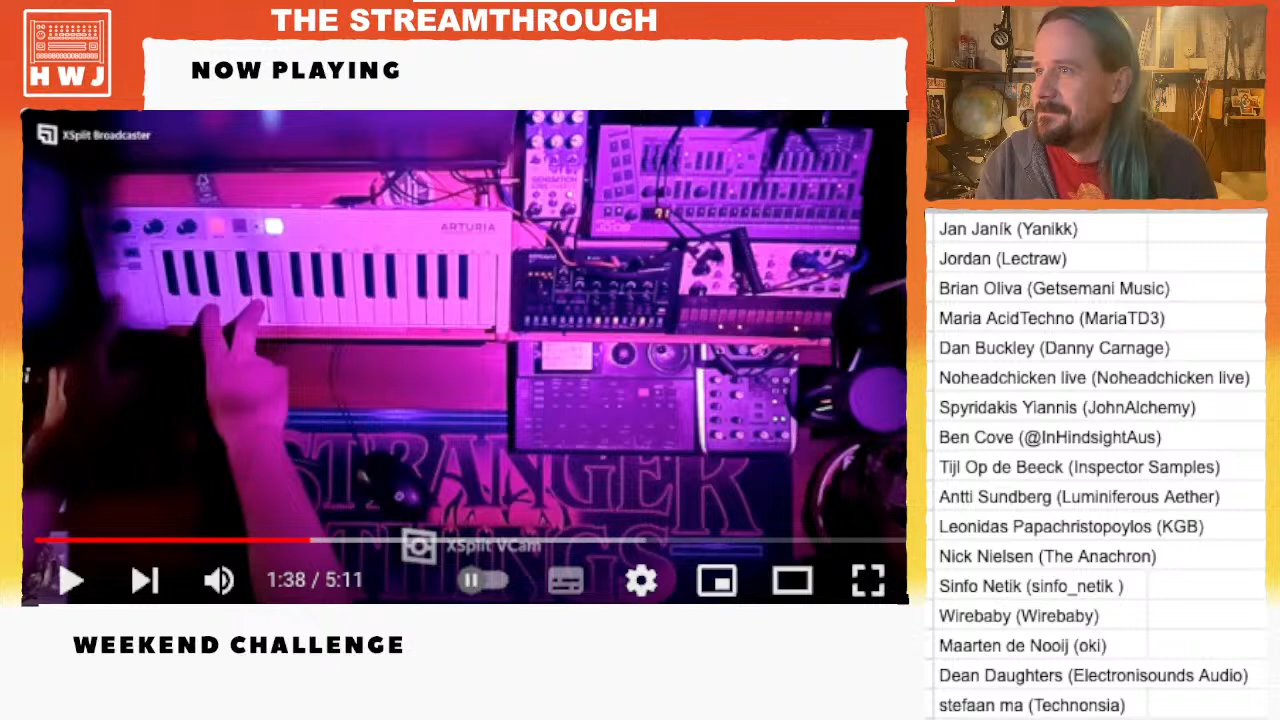 THE STREAMTHROUGH
HWJ
NOW PLAYING
XSplit Broadcaster
ARTURIA
GENERATION
STRANGER
THINGS
XSplit VCam
1:38 / 5:11
WEEKEND CHALLENGE
Jan Janík (Yanikk)
Jordan (Lectraw)
Brian Oliva (Getsemani Music)
Maria AcidTechno (MariaTD3)
Dan Buckley (Danny Carnage)
Noheadchicken live (Noheadchicken live)
Spyridakis Yiannis (JohnAlchemy)
Ben Cove (@InHindsightAus)
Tijl Op de Beeck (Inspector Samples)
Antti Sundberg (Luminiferous Aether)
Leonidas Papachristopoylos (KGB)
Nick Nielsen (The Anachron)
Sinfo Netik (sinfo_netik )
Wirebaby (Wirebaby)
Maarten de Nooij (oki)
Dean Daughters (Electronisounds Audio)
stefaan ma (Technonsia)